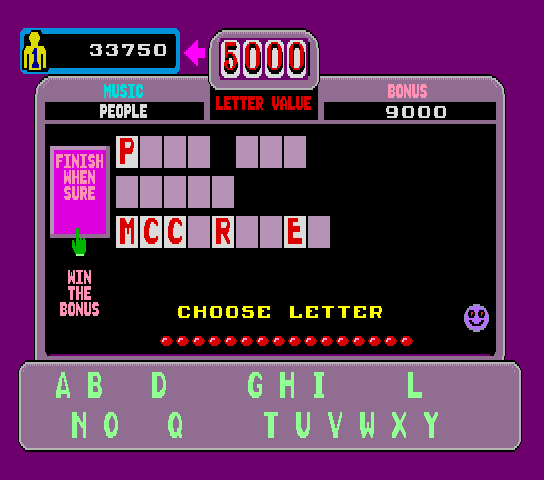 33750
5000
MUSIC
PEOPLE
LETTER VALUE
BONUS
9000
FINISH
WHEN
SURE
P
MCC R E
WIN
THE
BONUS
CHOOSE LETTER
A B D G H I L
N O Q T U V W X Y